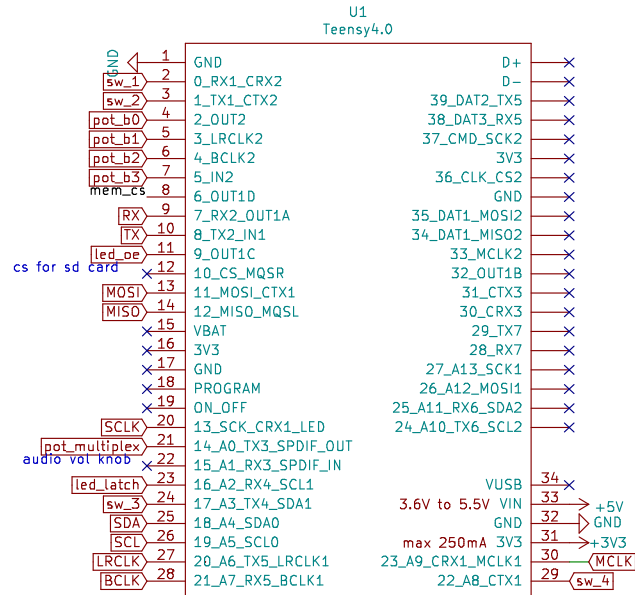 U1
Teensy4.0
GND 1 GND D+
sw_1 2 0_RX1_CRX2 D-
sw_2 3 1_TX1_CTX2 39_DAT2_TX5
pot_b0 4 2_OUT2 38_DAT3_RX5
pot_b1 5 3_LRCLK2 37_CMD_SCK2
pot_b2 6 4_BCLK2 3V3
pot_b3 7 5_IN2 36_CLK_CS2
mem_cs 8 6_OUT1D GND
RX 9 7_RX2_OUT1A 35_DAT1_MOSI2
TX 10 8_TX2_IN1 34_DAT1_MISO2
led_oe 11 9_OUT1C 33_MCLK2
cs for sd card 12 10_CS_MQSR 32_OUT1B
MOSI 13 11_MOSI_CTX1 31_CTX3
MISO 14 12_MISO_MQSL 30_CRX3
15 VBAT 29_TX7
16 3V3 28_RX7
17 GND 27_A13_SCK1
18 PROGRAM 26_A12_MOSI1
19 ON_OFF 25_A11_RX6_SDA2
SCLK 20 13_SCK_CRX1_LED 24_A10_TX6_SCL2
pot_multiplex 21 14_A0_TX3_SPDIF_OUT
audio vol knob 22 15_A1_RX3_SPDIF_IN
led_latch 23 16_A2_RX4_SCL1 VUSB 34
sw_3 24 17_A3_TX4_SDA1 3.6V to 5.5V VIN 33 +5V
SDA 25 18_A4_SDA0 GND 32 GND
SCL 26 19_A5_SCL0 max 250mA 3V3 31 +3V3
LRCLK 27 20_A6_TX5_LRCLK1 23_A9_CRX1_MCLK1 30 MCLK
BCLK 28 21_A7_RX5_BCLK1 22_A8_CTX1 29 sw_4